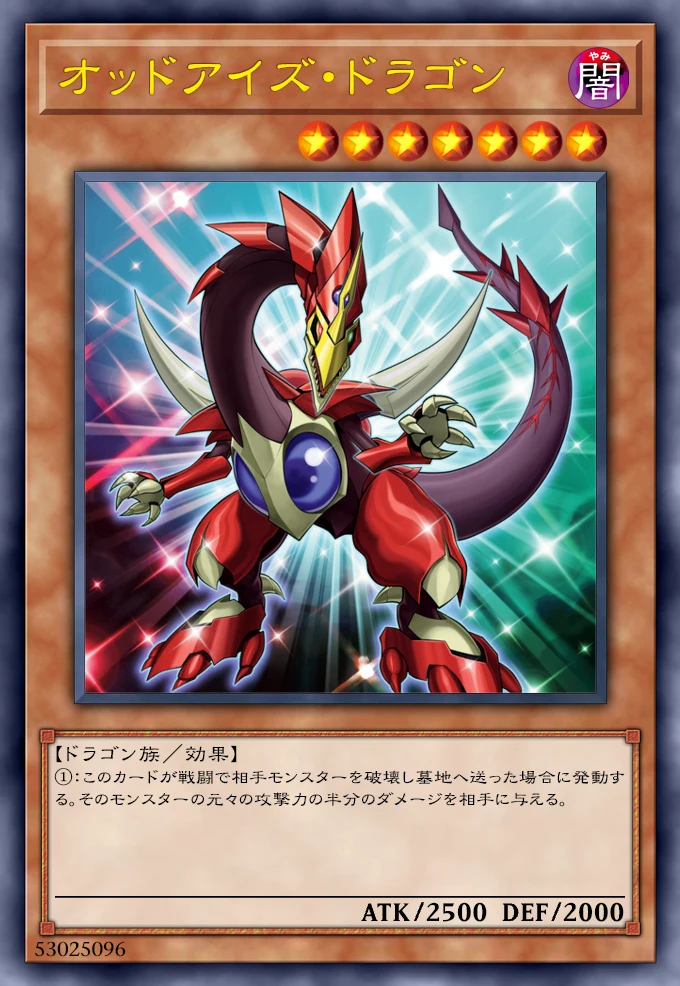 オッドアイズ・ドラゴン
やみ
闇
【ドラゴン族／効果】
①：このカードが戦闘で相手モンスターを破壊し墓地へ送った場合に発動す
る。そのモンスターの元々の攻撃力の半分のダメージを相手に与える。
ATK/2500 DEF/2000
53025096